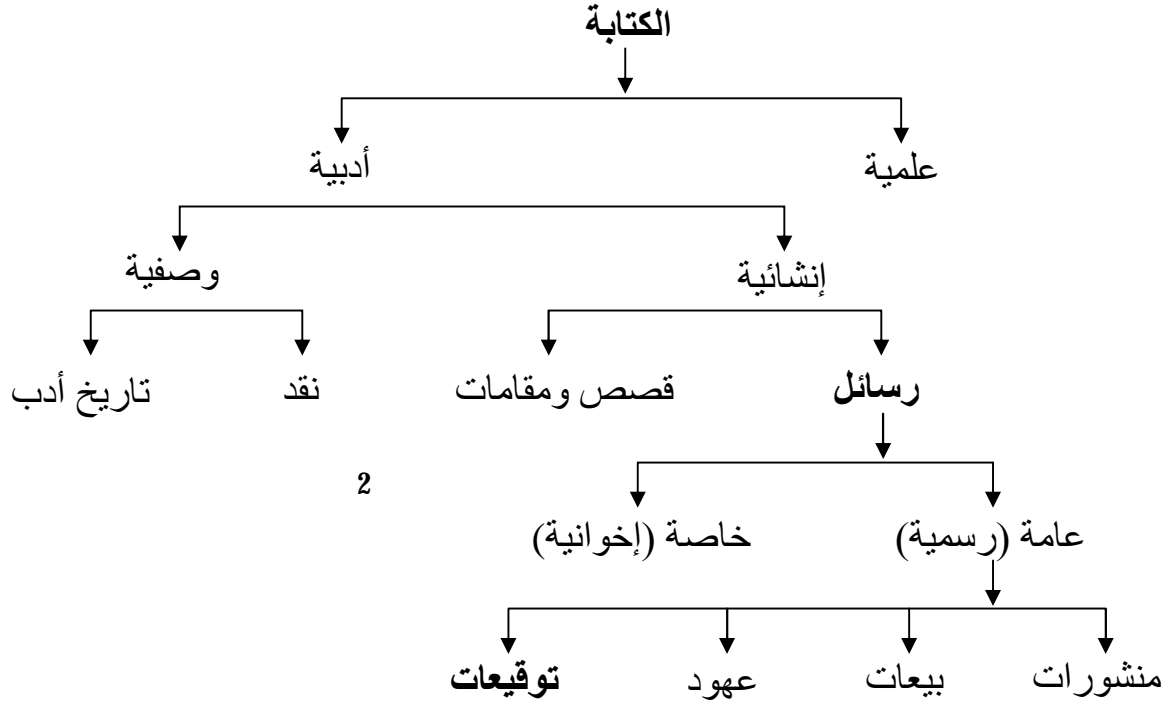 الكتابة
علمية أدبية
إنشائية وصفية
رسائل قصص ومقامات نقد تاريخ أدب
2
عامة (رسمية) خاصة (إخوانية)
منشورات بيعات عهود توقيعات